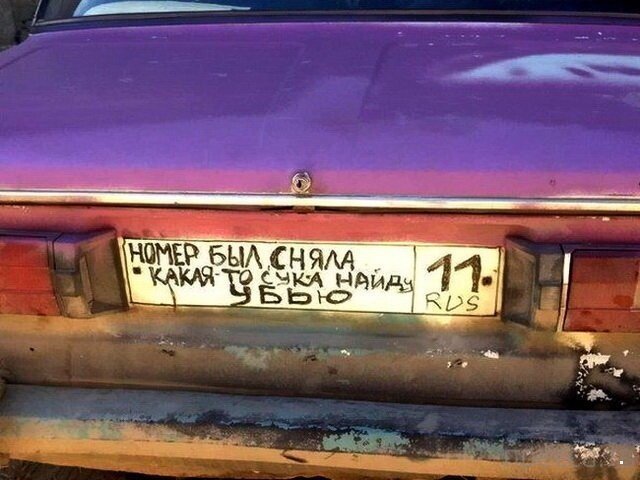 НОМЕР БЫЛ, СНЯЛА
КАКАЯ-ТО СУКА НАЙДУ
УБЬЮ
11
RUS